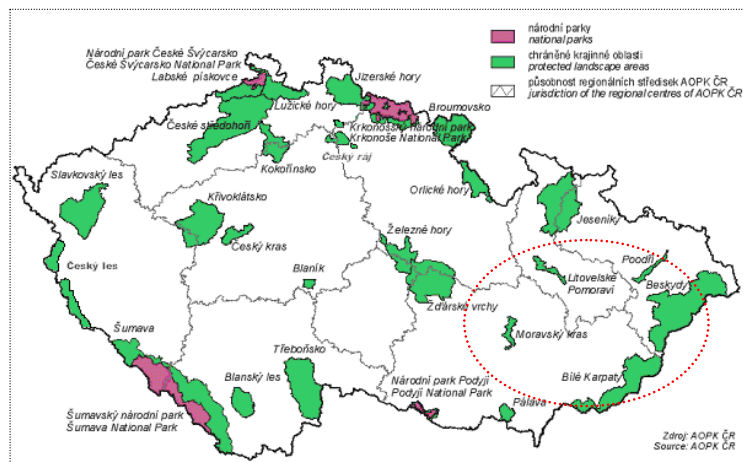 národní parky
national parks
chráněné krajinné oblasti
protected landscape areas
působnost regionálních středisek AOPK ČR
jurisdiction of the regional centres of AOPK ČR
Národní park České Švýcarsko
České Švýcarsko National Park
Labské pískovce
Jizerské hory
Lužické hory
Broumovsko
České středohoří
Krkonošský národní park
Krkonoše National Park
Český ráj
Kokořínsko
Slavkovský les
Křivoklátsko
Orlické hory
Jeseníky
Český kras
Železné hory
Český les
Blaník
Poodří
Litovelské
Pomoraví
Beskydy
Žďárské vrchy
Šumava
Moravský kras
Třeboňsko
Blanský les
Národní park Podyjí
Podyjí National Park
Bílé Karpaty
Pálava
Šumavský národní park
Šumava National Park
Zdroj: AOPK ČR
Source: AOPK ČR